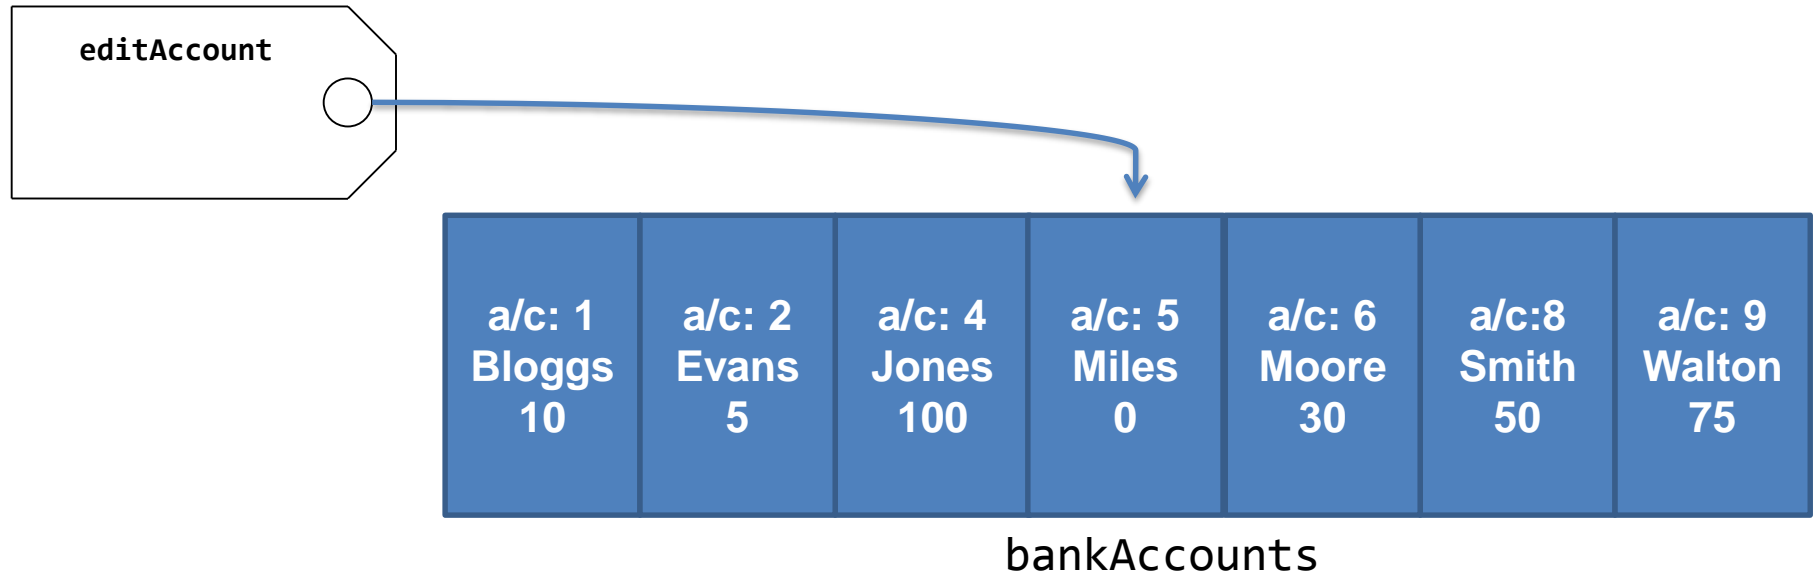 editAccount
a/c: 1
Bloggs
10
a/c: 2
Evans
5
a/c: 4
Jones
100
a/c: 5
Miles
0
a/c: 6
Moore
30
a/c:8
Smith
50
a/c: 9
Walton
75
bankAccounts